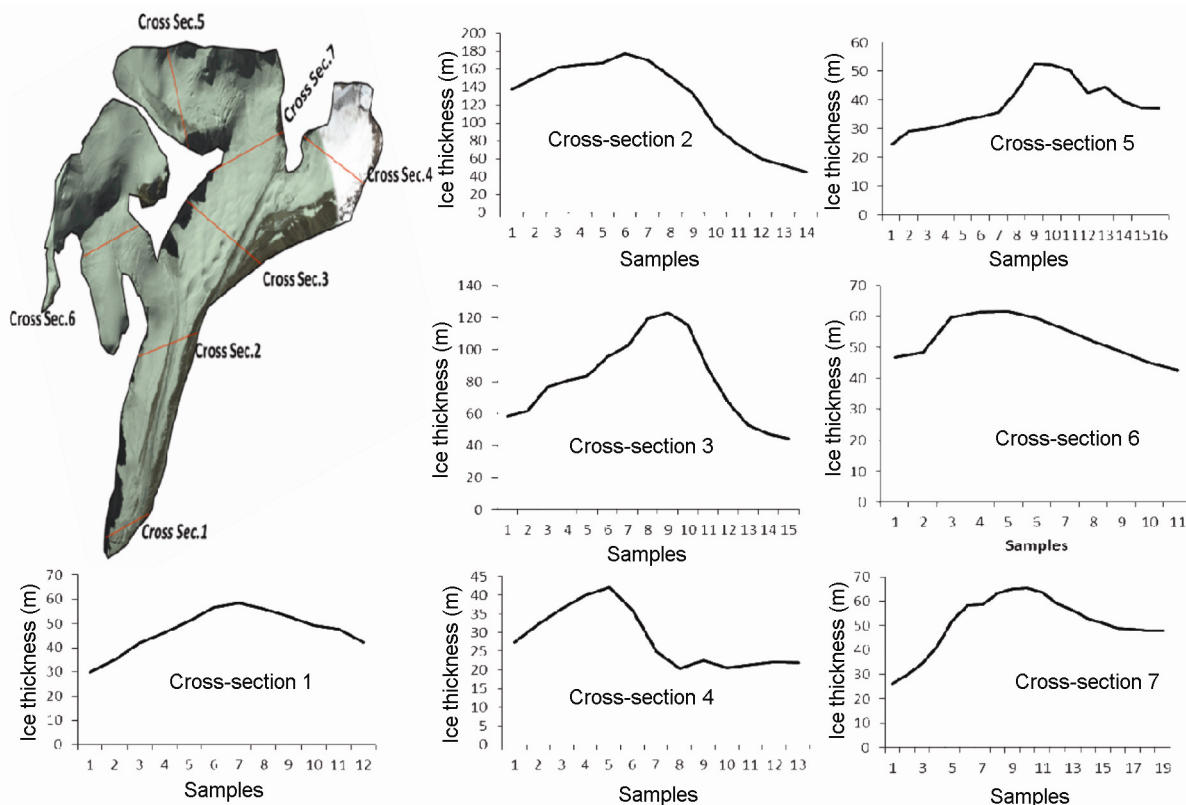 Cross Sec.5
Cross Sec.7
Cross Sec.4
Cross Sec.3
Cross Sec.6
Cross Sec.2
Cross Sec.1
Ice thickness (m)
200
180
160
140
120
100
80
60
40
20
0
Cross-section 2
1 2 3 4 5 6 7 8 9 10 11 12 13 14
Samples
Ice thickness (m)
60
50
40
30
20
10
0
Cross-section 5
1 2 3 4 5 6 7 8 9 10 11 12 13 14 15 16
Samples
Ice thickness (m)
140
120
100
80
60
40
20
0
Cross-section 3
1 2 3 4 5 6 7 8 9 10 11 12 13 14 15
Samples
Ice thickness (m)
70
60
50
40
30
20
10
0
Cross-section 6
1 2 3 4 5 6 7 8 9 10 11
Samples
Ice thickness (m)
70
60
50
40
30
20
10
0
Cross-section 1
1 2 3 4 5 6 7 8 9 10 11 12
Samples
Ice thickness (m)
45
40
35
30
25
20
15
10
5
0
Cross-section 4
1 2 3 4 5 6 7 8 9 10 11 12 13
Samples
Ice thickness (m)
70
60
50
40
30
20
10
0
Cross-section 7
1 3 5 7 9 11 13 15 17 19
Samples